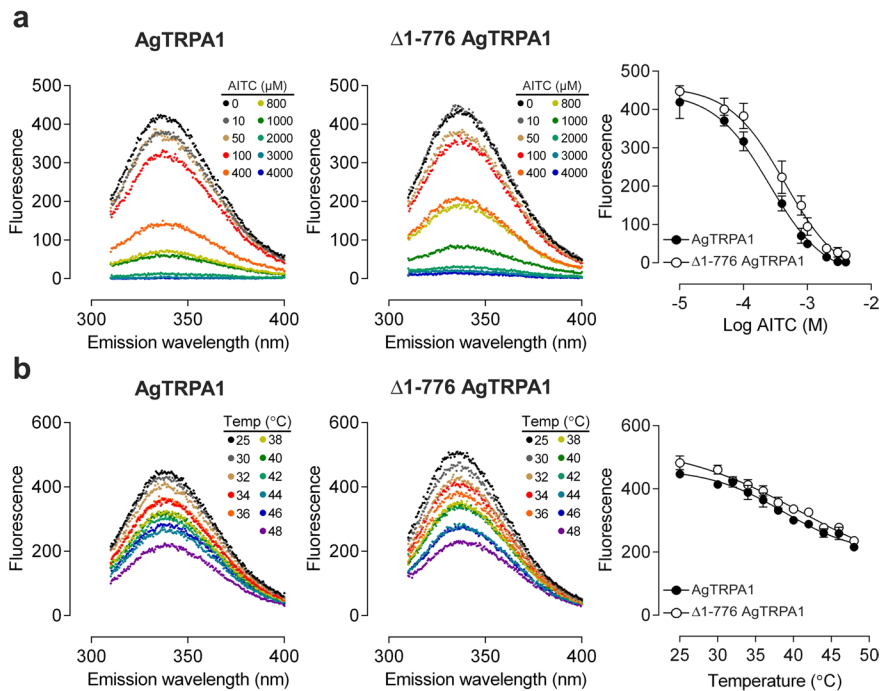 a
AgTRPA1
Δ1-776 AgTRPA1
500
400
300
200
100
0
Fluorescence
AITC (µM)
0 800
10 1000
50 2000
100 3000
400 4000
300 350 400
Emission wavelength (nm)
500
400
300
200
100
0
Fluorescence
AITC (µM)
0 800
10 1000
50 2000
100 3000
400 4000
300 350 400
Emission wavelength (nm)
500
400
300
200
100
0
Fluorescence
AgTRPA1
Δ1-776 AgTRPA1
-5 -4 -3 -2
Log AITC (M)
b
AgTRPA1
Δ1-776 AgTRPA1
600
400
200
0
Fluorescence
Temp (°C)
25 38
30 40
32 42
34 44
36 46
48
300 350 400
Emission wavelength (nm)
600
400
200
0
Fluorescence
Temp (°C)
25 38
30 40
32 42
34 44
36 46
48
300 350 400
Emission wavelength (nm)
600
400
200
0
Fluorescence
AgTRPA1
Δ1-776 AgTRPA1
25 30 35 40 45 50
Temperature (°C)